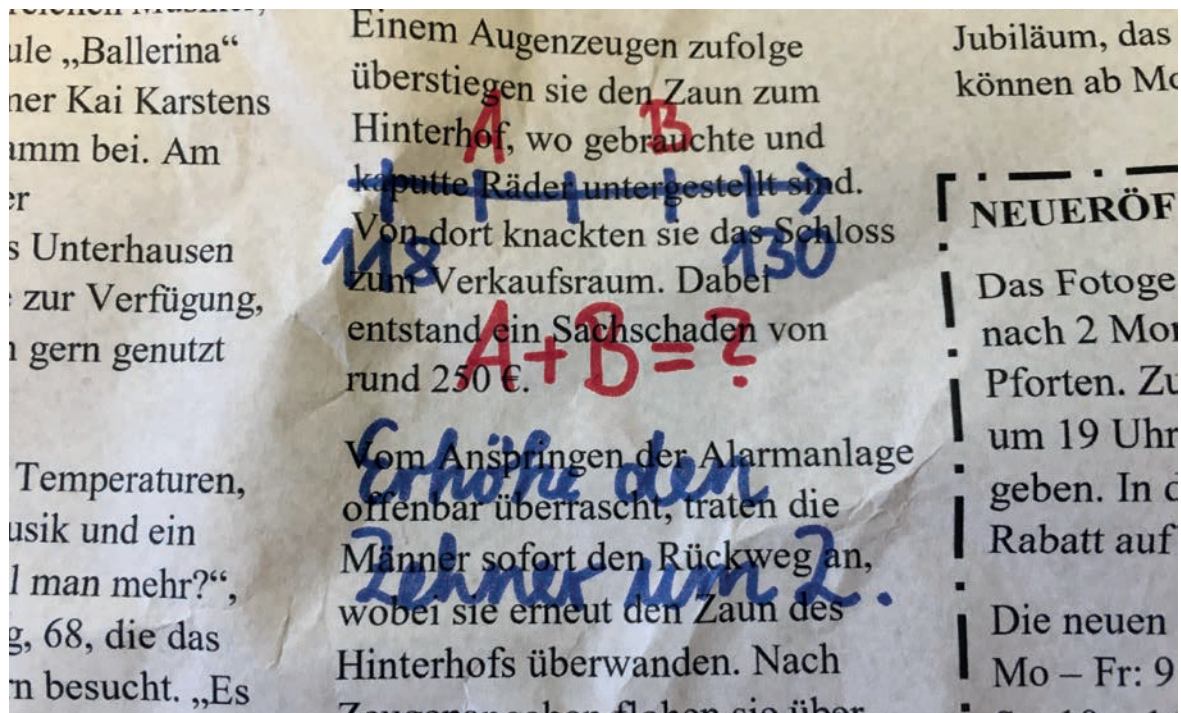 ule „Ballerina“
ner Kai Karstens
amm bei. Am
er
s Unterhausen
zur Verfügung,
gern genutzt
Temperaturen,
usik und ein
l man mehr?“,
g, 68, die das
n besucht. „Es
Einem Augenzeugen zufolge
überstiegen sie den Zaun zum
Hinterhof, wo gebrauchte und
kaputte Räder untergestellt sind.
Von dort knackten sie das Schloss
zum Verkaufsraum. Dabei
entstand ein Sachschaden von
rund 250 €.
Vom Anspringen der Alarmanlage
offenbar überrascht, traten die
Männer sofort den Rückweg an,
wobei sie erneut den Zaun des
Hinterhofs überwanden. Nach
A B
118 130
A+B=?
Erhöhe den
Zehner um 2.
Jubiläum, das
können ab Mo
NEUERÖF
Das Fotoge
nach 2 Mon
Pforten. Zu
um 19 Uhr
geben. In d
Rabatt auf
Die neuen
Mo – Fr: 9